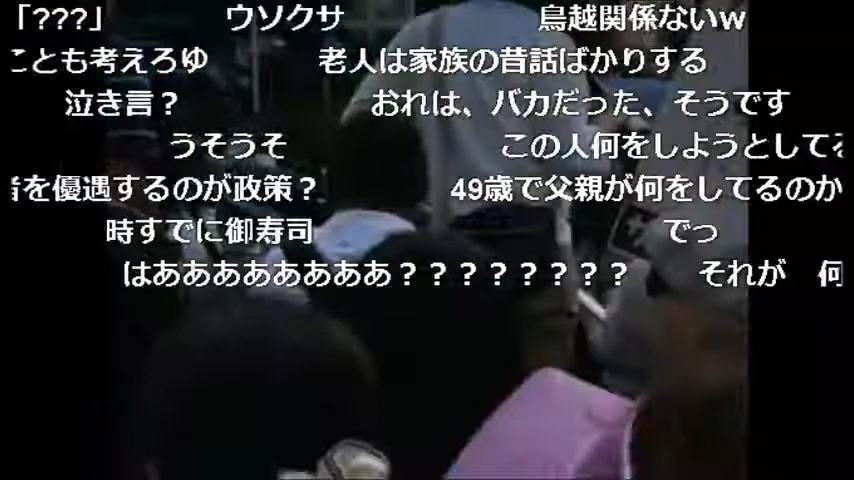 「???」 ウソクサ 鳥越関係ないｗ
ことも考えろゆ 老人は家族の昔話ばかりする
泣き言？ おれは、バカだった、そうです
うそうそ この人何をしようとしてる
者を優遇するのが政策？ 49歳で父親が何をしてるのか
時すでに御寿司 でっ
はあああああああああ？？？？？？？？ それが 何